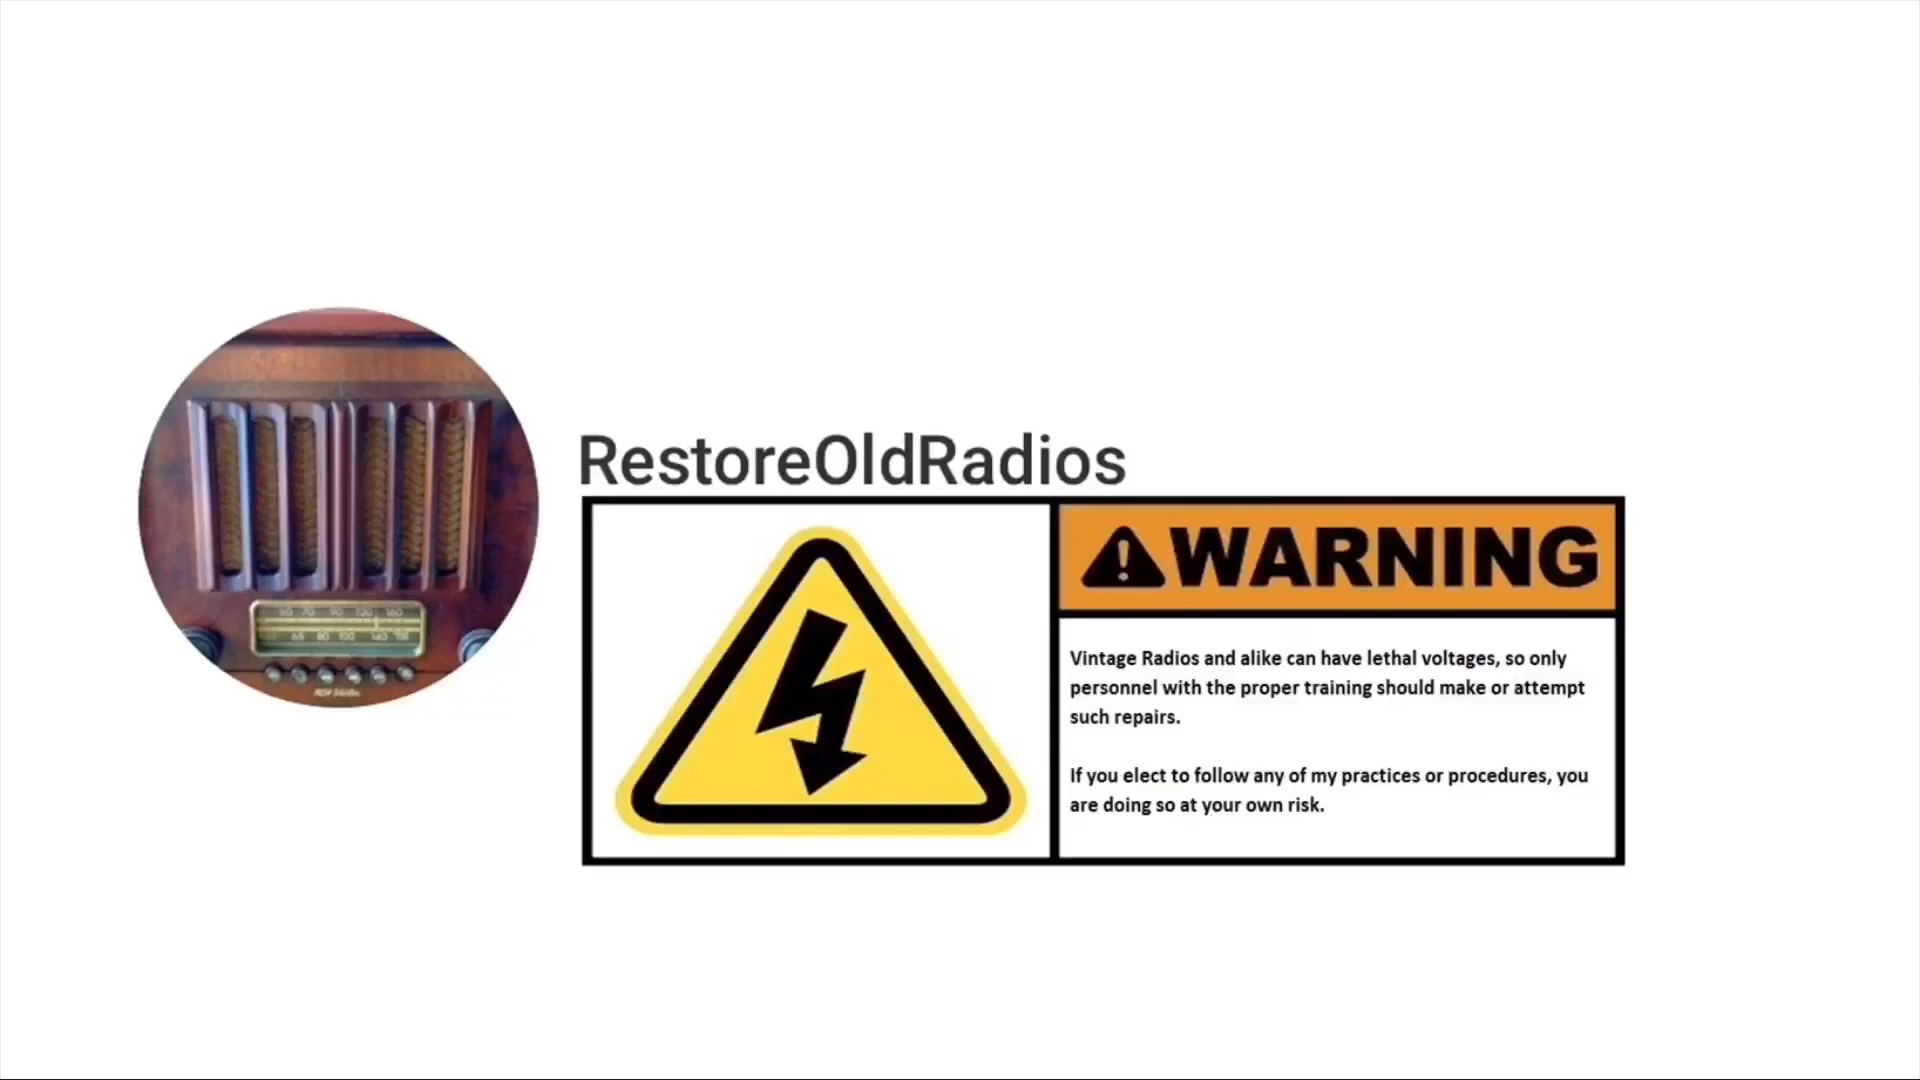 RestoreOldRadios
WARNING
Vintage Radios and alike can have lethal voltages, so only
personnel with the proper training should make or attempt
such repairs.
If you elect to follow any of my practices or procedures, you
are doing so at your own risk.